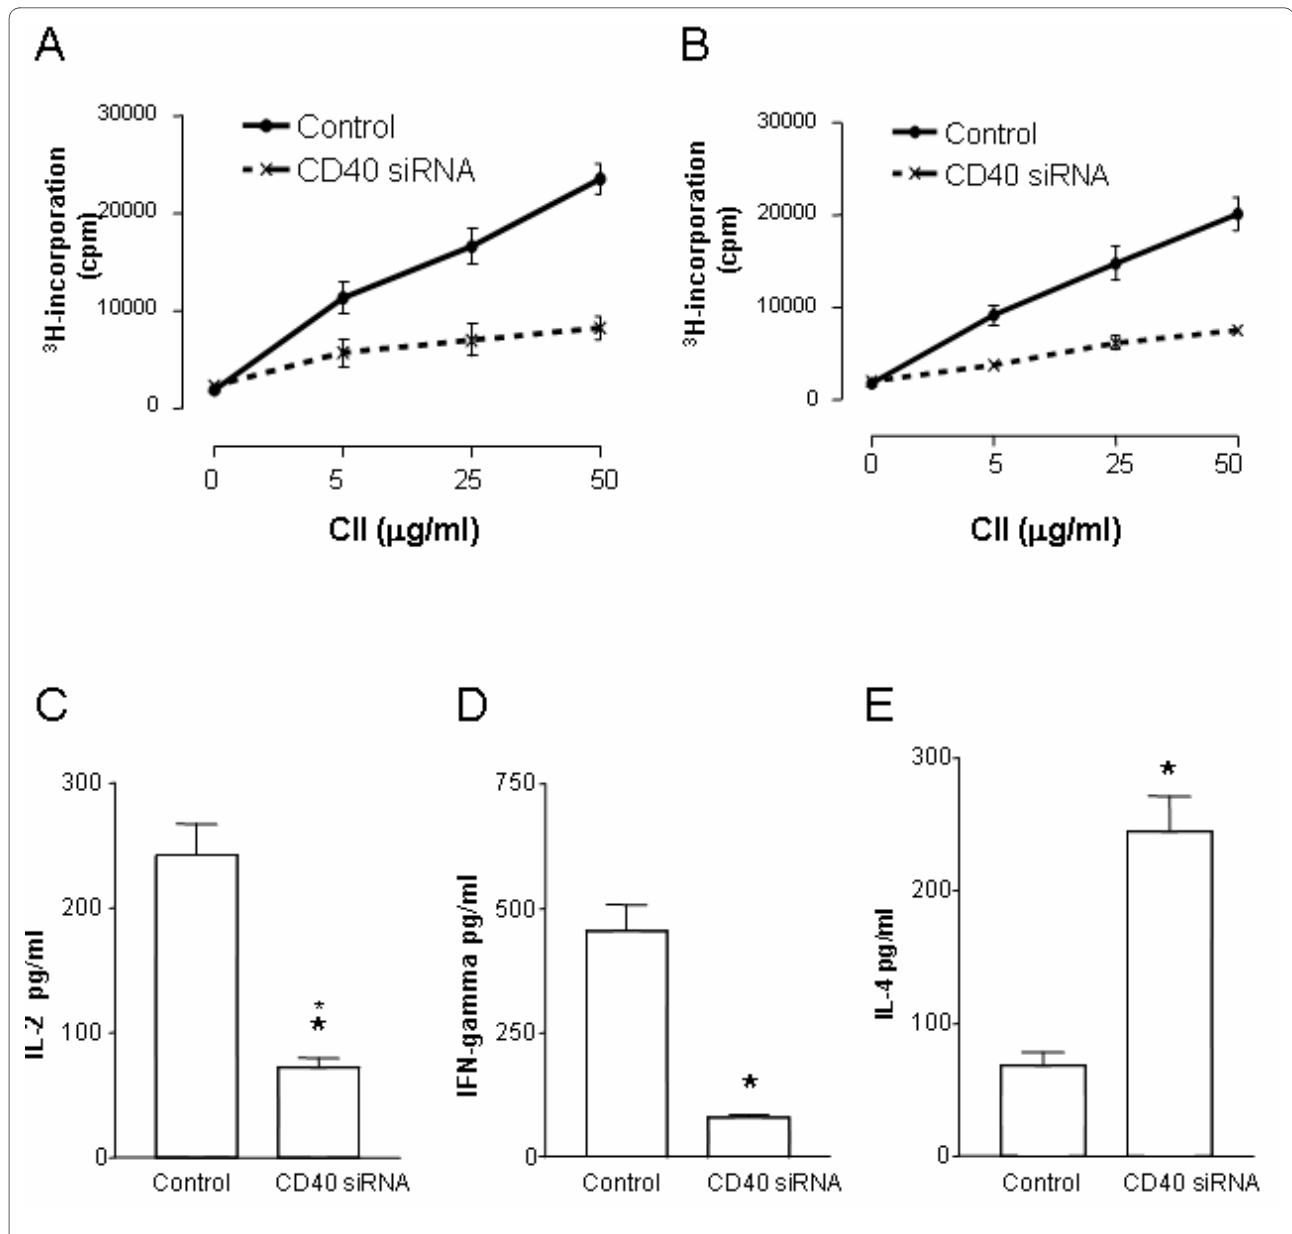 A
30000
20000
10000
0
³H-incorporation
(cpm)
Control
CD40 siRNA
0 5 25 50
CII (μg/ml)
B
30000
20000
10000
0
³H-incorporation
(cpm)
Control
CD40 siRNA
0 5 25 50
CII (μg/ml)
C
300
200
100
0
IL-2 pg/ml
*
*
Control CD40 siRNA
D
750
500
250
0
IFN-gamma pg/ml
*
Control CD40 siRNA
E
300
200
100
0
IL-4 pg/ml
*
Control CD40 siRNA